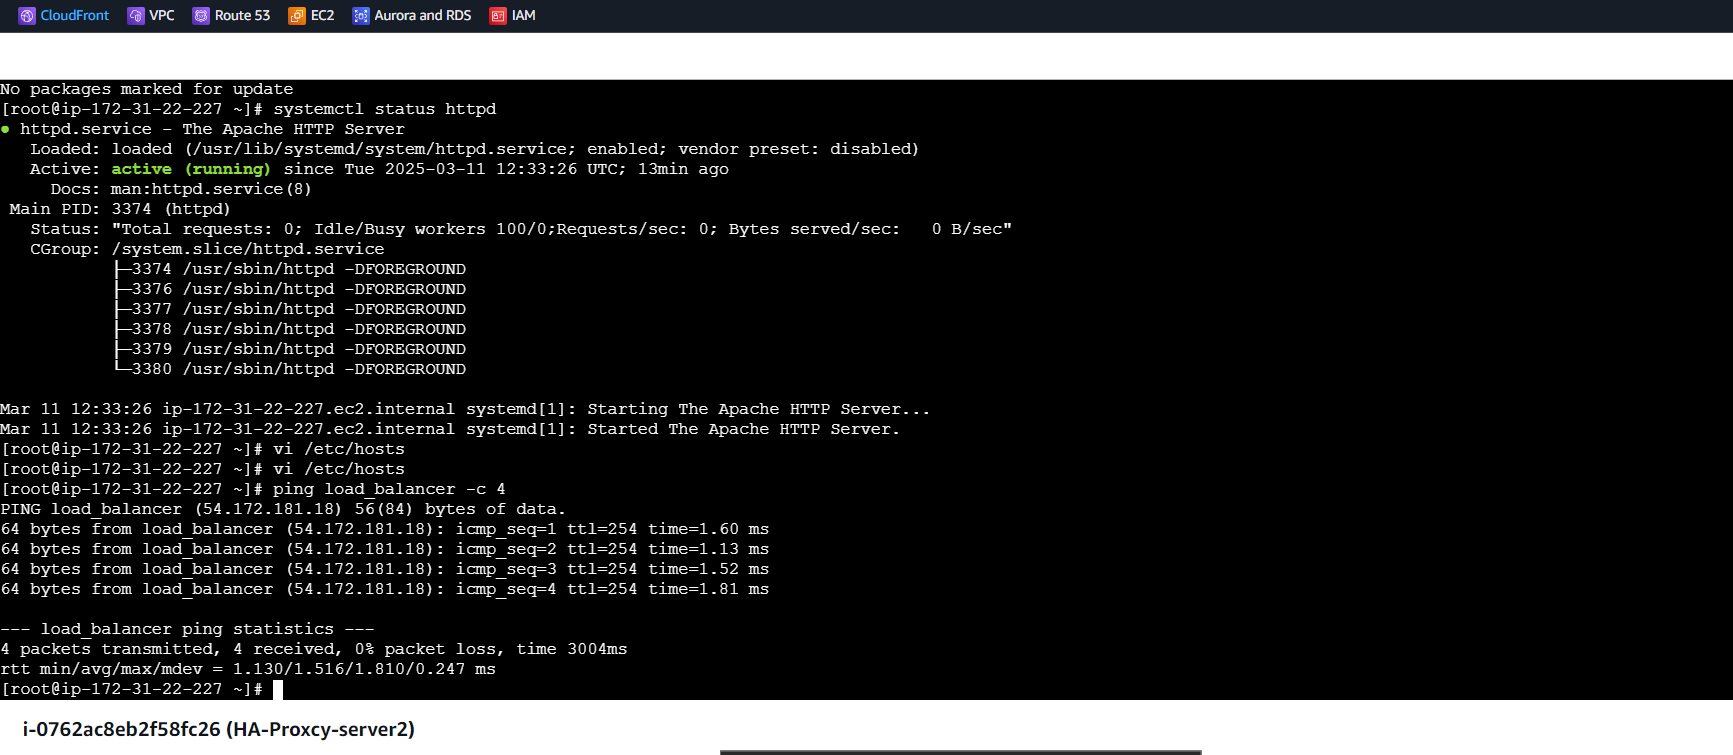 CloudFront VPC Route 53 EC2 Aurora and RDS IAM
No packages marked for update
[root@ip-172-31-22-227 ~]# systemctl status httpd
● httpd.service - The Apache HTTP Server
   Loaded: loaded (/usr/lib/systemd/system/httpd.service; enabled; vendor preset: disabled)
   Active: active (running) since Tue 2025-03-11 12:33:26 UTC; 13min ago
     Docs: man:httpd.service(8)
 Main PID: 3374 (httpd)
   Status: "Total requests: 0; Idle/Busy workers 100/0;Requests/sec: 0; Bytes served/sec:   0 B/sec"
   CGroup: /system.slice/httpd.service
           ├─3374 /usr/sbin/httpd -DFOREGROUND
           ├─3376 /usr/sbin/httpd -DFOREGROUND
           ├─3377 /usr/sbin/httpd -DFOREGROUND
           ├─3378 /usr/sbin/httpd -DFOREGROUND
           ├─3379 /usr/sbin/httpd -DFOREGROUND
           └─3380 /usr/sbin/httpd -DFOREGROUND
Mar 11 12:33:26 ip-172-31-22-227.ec2.internal systemd[1]: Starting The Apache HTTP Server...
Mar 11 12:33:26 ip-172-31-22-227.ec2.internal systemd[1]: Started The Apache HTTP Server.
[root@ip-172-31-22-227 ~]# vi /etc/hosts
[root@ip-172-31-22-227 ~]# vi /etc/hosts
[root@ip-172-31-22-227 ~]# ping load_balancer -c 4
PING load_balancer (54.172.181.18) 56(84) bytes of data.
64 bytes from load_balancer (54.172.181.18): icmp_seq=1 ttl=254 time=1.60 ms
64 bytes from load_balancer (54.172.181.18): icmp_seq=2 ttl=254 time=1.13 ms
64 bytes from load_balancer (54.172.181.18): icmp_seq=3 ttl=254 time=1.52 ms
64 bytes from load_balancer (54.172.181.18): icmp_seq=4 ttl=254 time=1.81 ms
--- load_balancer ping statistics ---
4 packets transmitted, 4 received, 0% packet loss, time 3004ms
rtt min/avg/max/mdev = 1.130/1.516/1.810/0.247 ms
[root@ip-172-31-22-227 ~]#
i-0762ac8eb2f58fc26 (HA-Proxcy-server2)